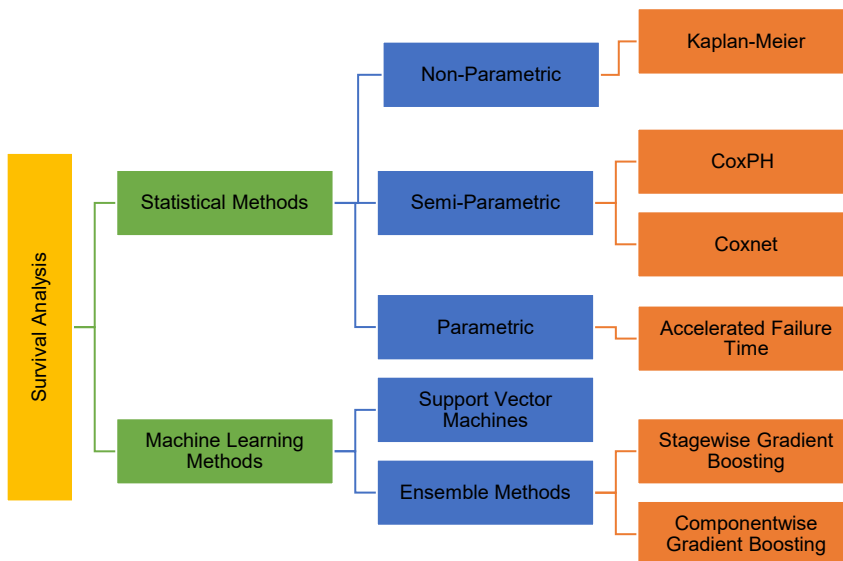 Survival Analysis
Statistical Methods
Machine Learning
Methods
Non-Parametric
Semi-Parametric
Parametric
Support Vector
Machines
Ensemble Methods
Kaplan-Meier
CoxPH
Coxnet
Accelerated Failure
Time
Stagewise Gradient
Boosting
Componentwise
Gradient Boosting